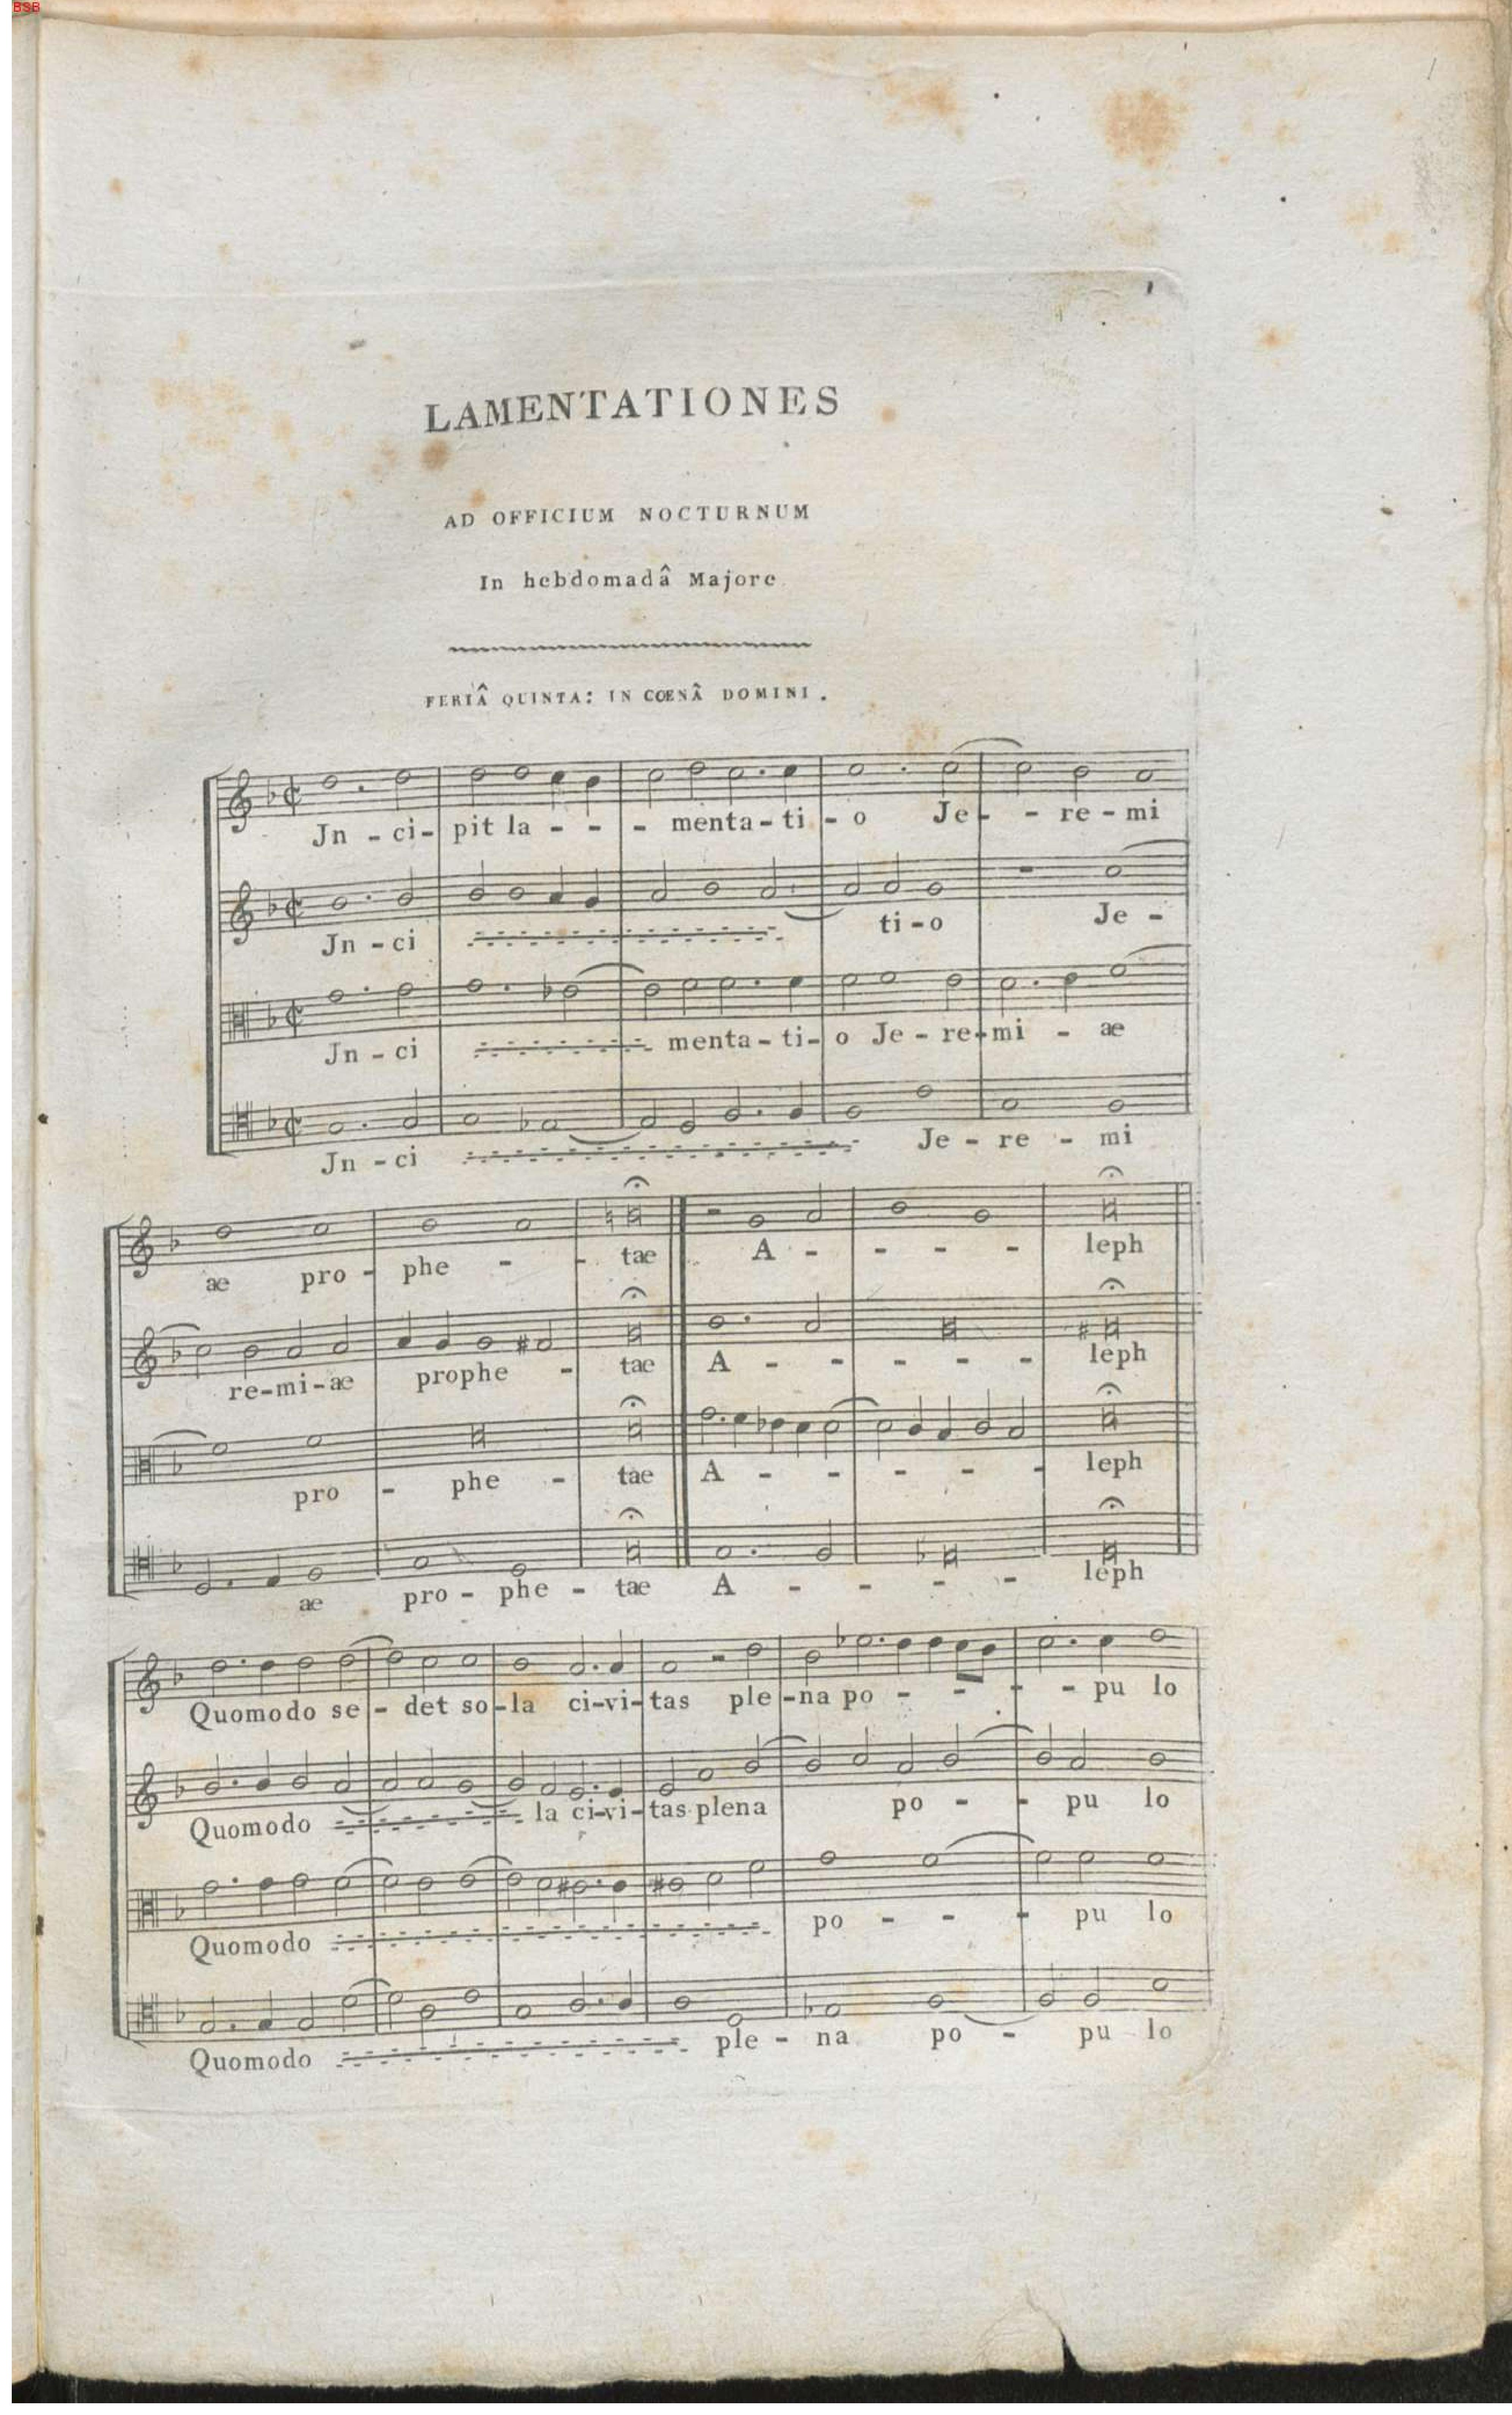 BSB
1
1
LAMENTATIONES
AD OFFICIUM NOCTURNUM
In hebdomadâ Majore
FERIÂ QUINTA: IN COENÂ DOMINI.
Jn - ci- pit la - - - menta - ti - o Je - - re - mi
Jn - ci ti - o Je -
Jn - ci menta - ti- o Je - re - mi - ae
Jn - ci Je - re - mi
ae pro - phe - - tae A - - - - leph
re-mi-ae prophe - tae A - - - - - leph
pro - phe - tae A - - - - - leph
ae pro - phe - tae A - - - - leph
Quomodo se - det so - la ci-vi- tas ple - na po - - - - pu lo
Quomodo la ci-vi- tas plena po - - pu lo
Quomodo po - - - pu lo
Quomodo ple - na po - pu lo